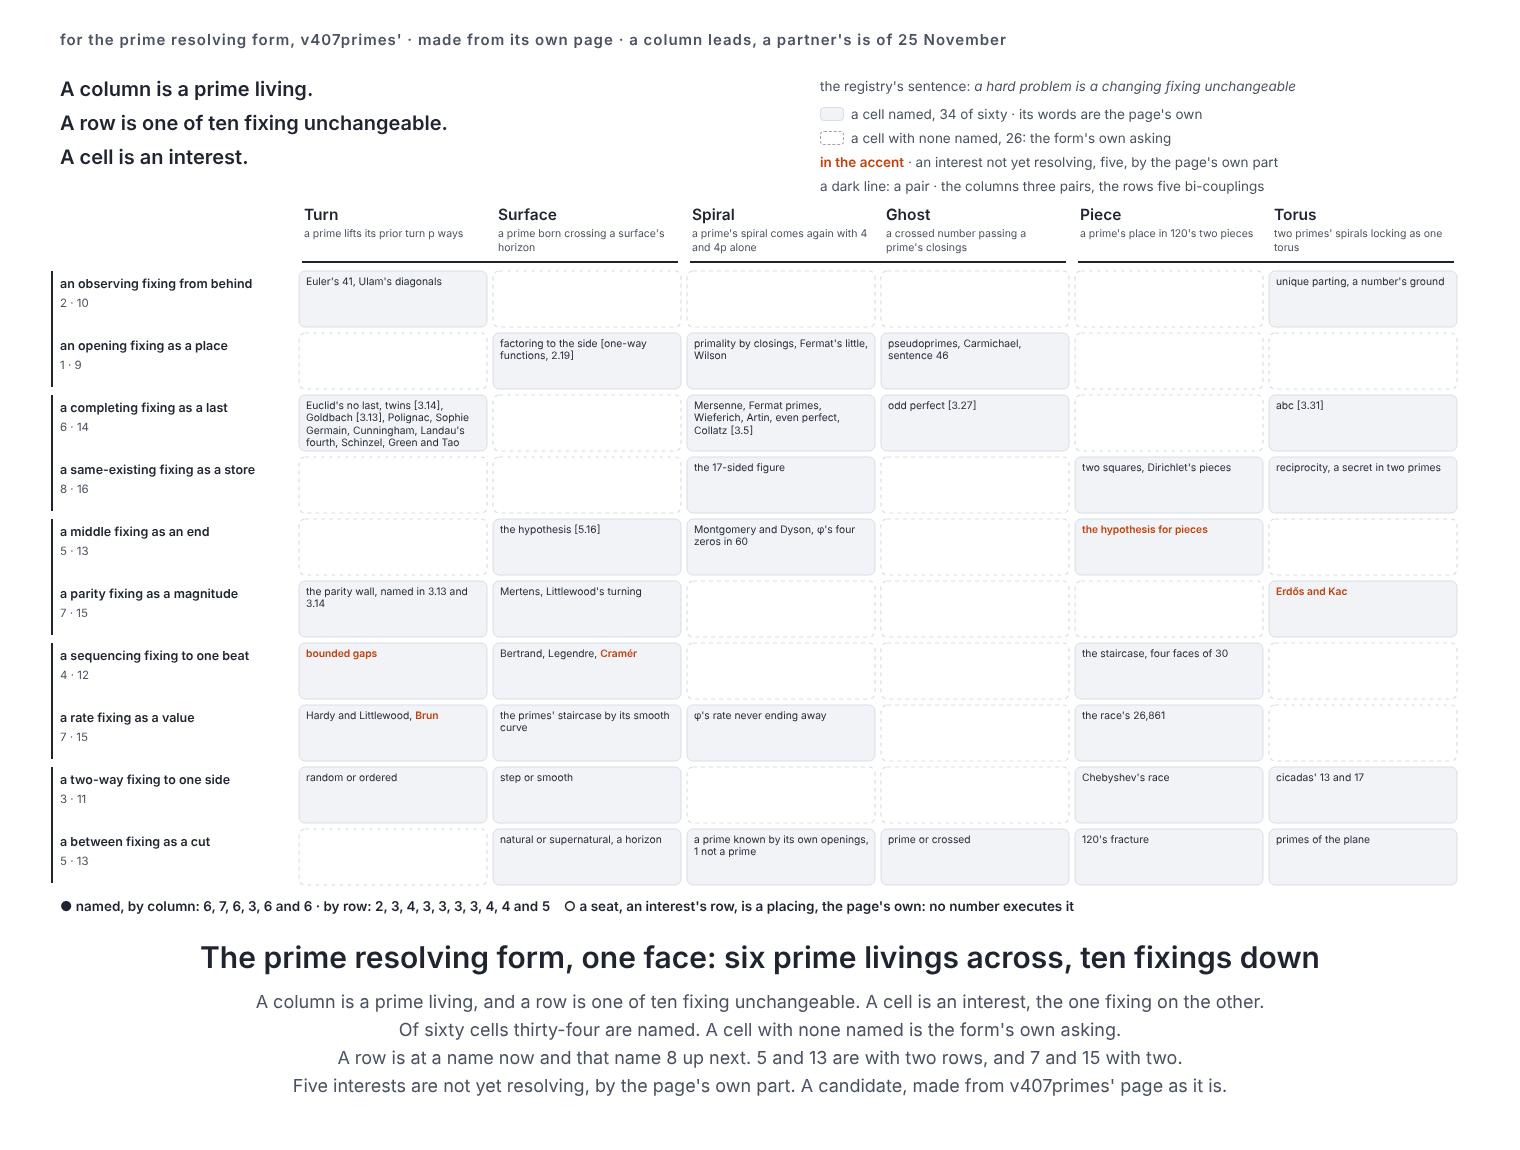 for the prime resolving form, v407primes' · made from its own page · a column leads, a partner's is of 25 November
A column is a prime living.
A row is one of ten fixing unchangeable.
A cell is an interest.
the registry's sentence: a hard problem is a changing fixing unchangeable
a cell named, 34 of sixty · its words are the page's own
a cell with none named, 26: the form's own asking
in the accent · an interest not yet resolving, five, by the page's own part
a dark line: a pair · the columns three pairs, the rows five bi-couplings
Turn
a prime lifts its prior turn p ways
Surface
a prime born crossing a surface's
horizon
Spiral
a prime's spiral comes again with 4
and 4p alone
Ghost
a crossed number passing a
prime's closings
Piece
a prime's place in 120's two pieces
Torus
two primes' spirals locking as one
torus
an observing fixing from behind
2 · 10
Euler's 41, Ulam's diagonals
unique parting, a number's ground
an opening fixing as a place
1 · 9
factoring to the side [one-way
functions, 2.19]
primality by closings, Fermat's little,
Wilson
pseudoprimes, Carmichael,
sentence 46
a completing fixing as a last
6 · 14
Euclid's no last, twins [3.14],
Goldbach [3.13], Polignac, Sophie
Germain, Cunningham, Landau's
fourth, Schinzel, Green and Tao
Mersenne, Fermat primes,
Wieferich, Artin, even perfect,
Collatz [3.5]
odd perfect [3.27]
abc [3.31]
a same-existing fixing as a store
8 · 16
the 17-sided figure
two squares, Dirichlet's pieces
reciprocity, a secret in two primes
a middle fixing as an end
5 · 13
the hypothesis [5.16]
Montgomery and Dyson, φ's four
zeros in 60
the hypothesis for pieces
a parity fixing as a magnitude
7 · 15
the parity wall, named in 3.13 and
3.14
Mertens, Littlewood's turning
Erdős and Kac
a sequencing fixing to one beat
4 · 12
bounded gaps
Bertrand, Legendre, Cramér
the staircase, four faces of 30
a rate fixing as a value
7 · 15
Hardy and Littlewood, Brun
the primes' staircase by its smooth
curve
φ's rate never ending away
the race's 26,861
a two-way fixing to one side
3 · 11
random or ordered
step or smooth
Chebyshev's race
cicadas' 13 and 17
a between fixing as a cut
5 · 13
natural or supernatural, a horizon
a prime known by its own openings,
1 not a prime
prime or crossed
120's fracture
primes of the plane
● named, by column: 6, 7, 6, 3, 6 and 6 · by row: 2, 3, 4, 3, 3, 3, 3, 4, 4 and 5 ○ a seat, an interest's row, is a placing, the page's own: no number executes it
The prime resolving form, one face: six prime livings across, ten fixings down
A column is a prime living, and a row is one of ten fixing unchangeable. A cell is an interest, the one fixing on the other.
Of sixty cells thirty-four are named. A cell with none named is the form's own asking.
A row is at a name now and that name 8 up next. 5 and 13 are with two rows, and 7 and 15 with two.
Five interests are not yet resolving, by the page's own part. A candidate, made from v407primes' page as it is.